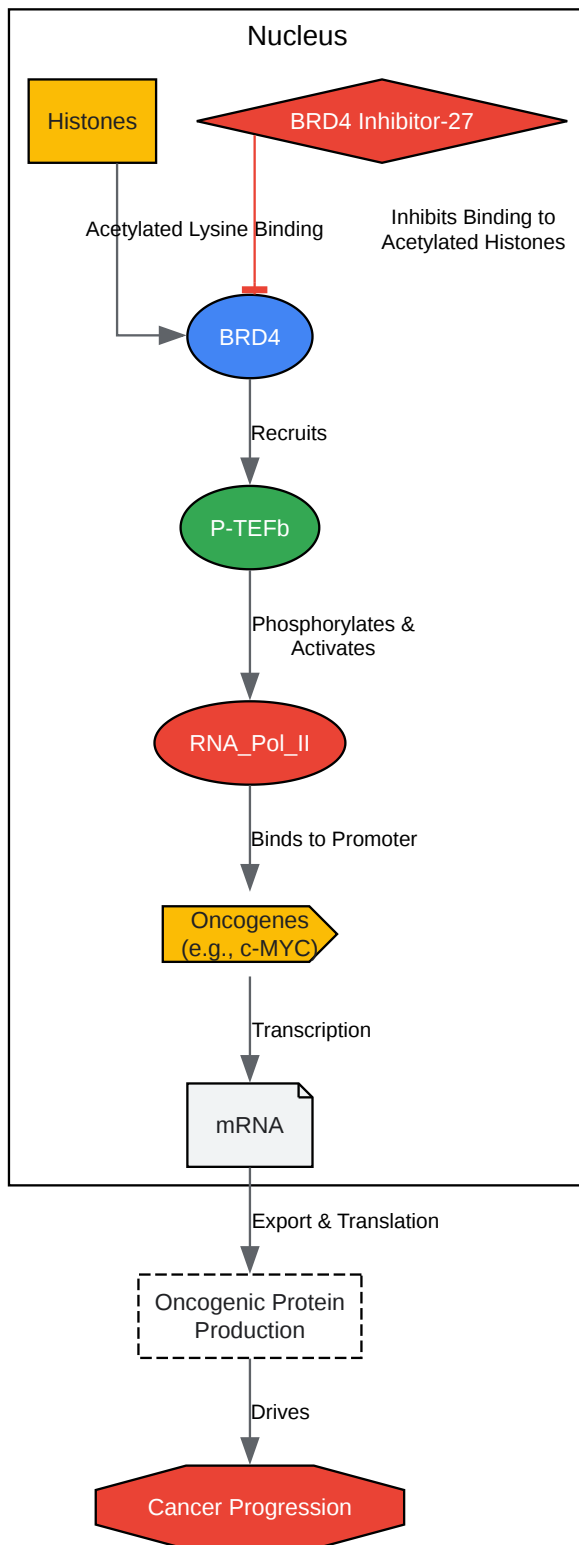 Nucleus
Histones
BRD4 Inhibitor-27
Acetylated Lysine Binding
Inhibits Binding to
Acetylated Histones
BRD4
Recruits
P-TEFb
Phosphorylates &
Activates
RNA_Pol_II
Binds to Promoter
Oncogenes
(e.g., c-MYC)
Transcription
mRNA
Export & Translation
Oncogenic Protein
Production
Drives
Cancer Progression